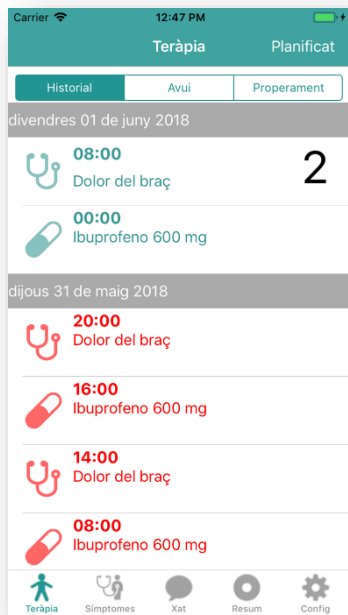 Carrier 12:47 PM
Teràpia Planificat
Historial Avui Properament
divendres 01 de juny 2018
08:00
Dolor del braç
2
00:00
Ibuprofeno 600 mg
dijous 31 de maig 2018
20:00
Dolor del braç
16:00
Ibuprofeno 600 mg
14:00
Dolor del braç
08:00
Ibuprofeno 600 mg
Teràpia Símptomes Xat Resum Config